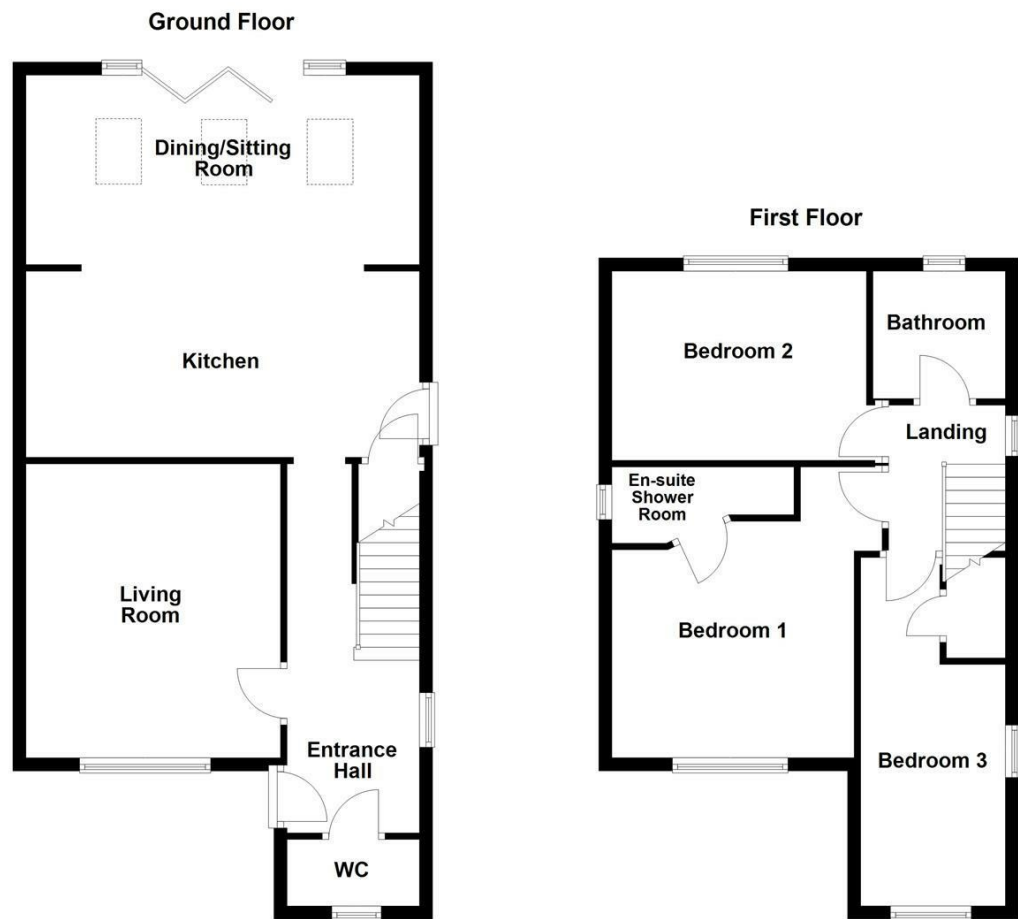 Ground Floor
Dining/Sitting
Room
Kitchen
Living
Room
Entrance
Hall
WC
First Floor
Bedroom 2
Bathroom
Landing
En-suite
Shower
Room
Bedroom 1
Bedroom 3